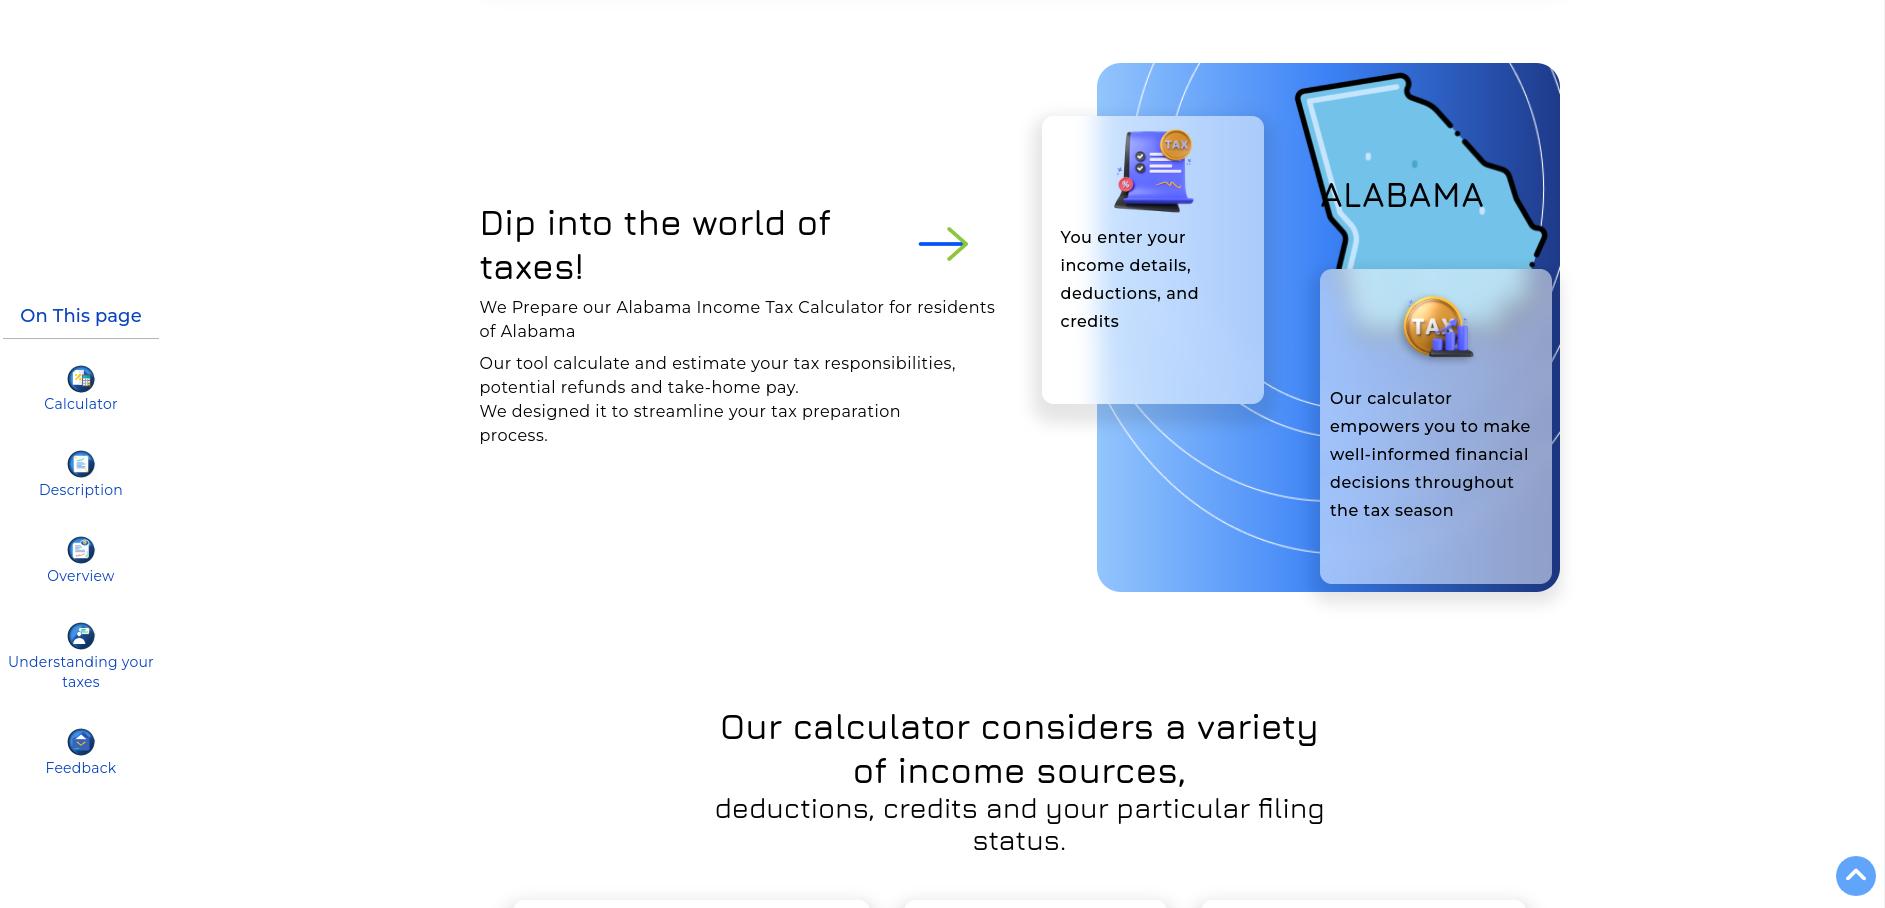 On This page
Calculator
Description
Overview
Understanding your
taxes
Feedback
Dip into the world of
taxes!
We Prepare our Alabama Income Tax Calculator for residents
of Alabama
Our tool calculate and estimate your tax responsibilities,
potential refunds and take-home pay.
We designed it to streamline your tax preparation
process.
TAX
%
You enter your
income details,
deductions, and
credits
ALABAMA
TAX
Our calculator
empowers you to make
well-informed financial
decisions throughout
the tax season
Our calculator considers a variety
of income sources,
deductions, credits and your particular filing
status.